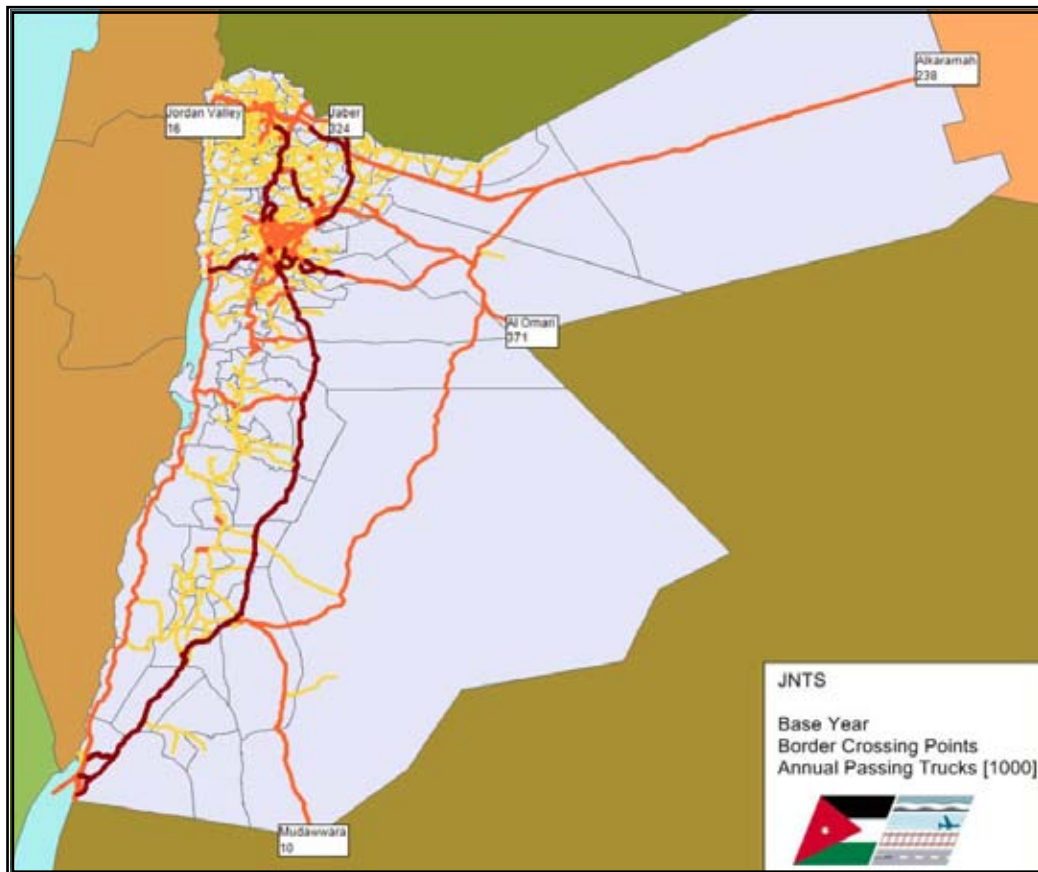 Alkaramah
238
Jordan Valley
16
Jaber
324
Al Omari
371
Mudawwara
10
JNTS
Base Year
Border Crossing Points
Annual Passing Trucks [1000]